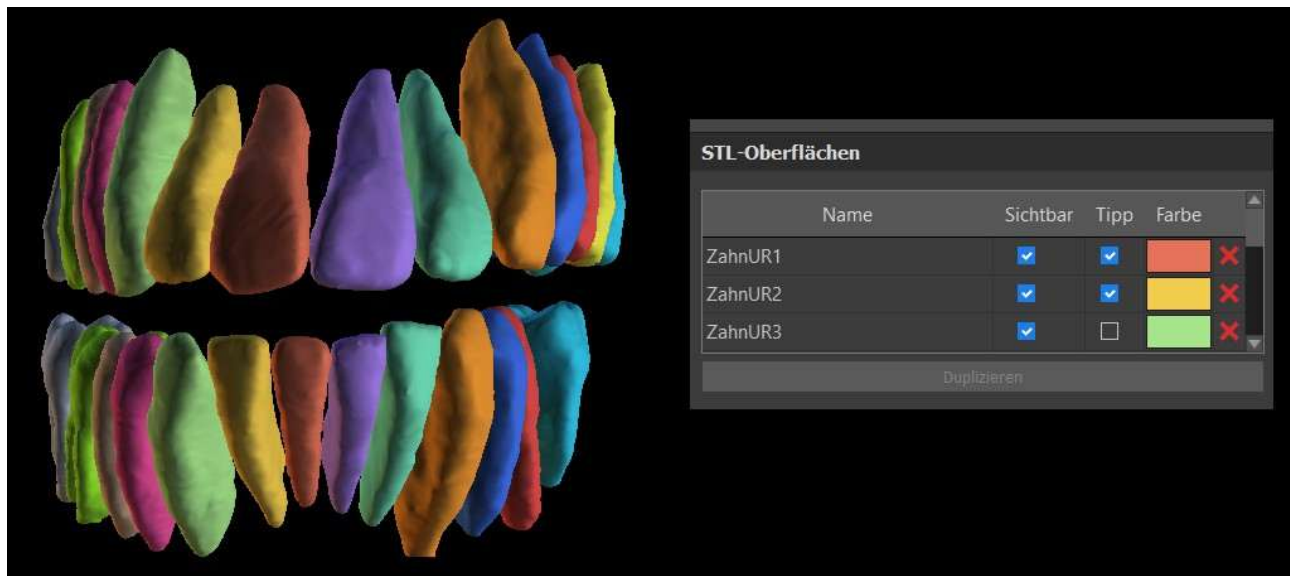 STL-Oberflächen
Name Sichtbar Tipp Farbe
ZahnUR1
ZahnUR2
ZahnUR3
Duplizieren